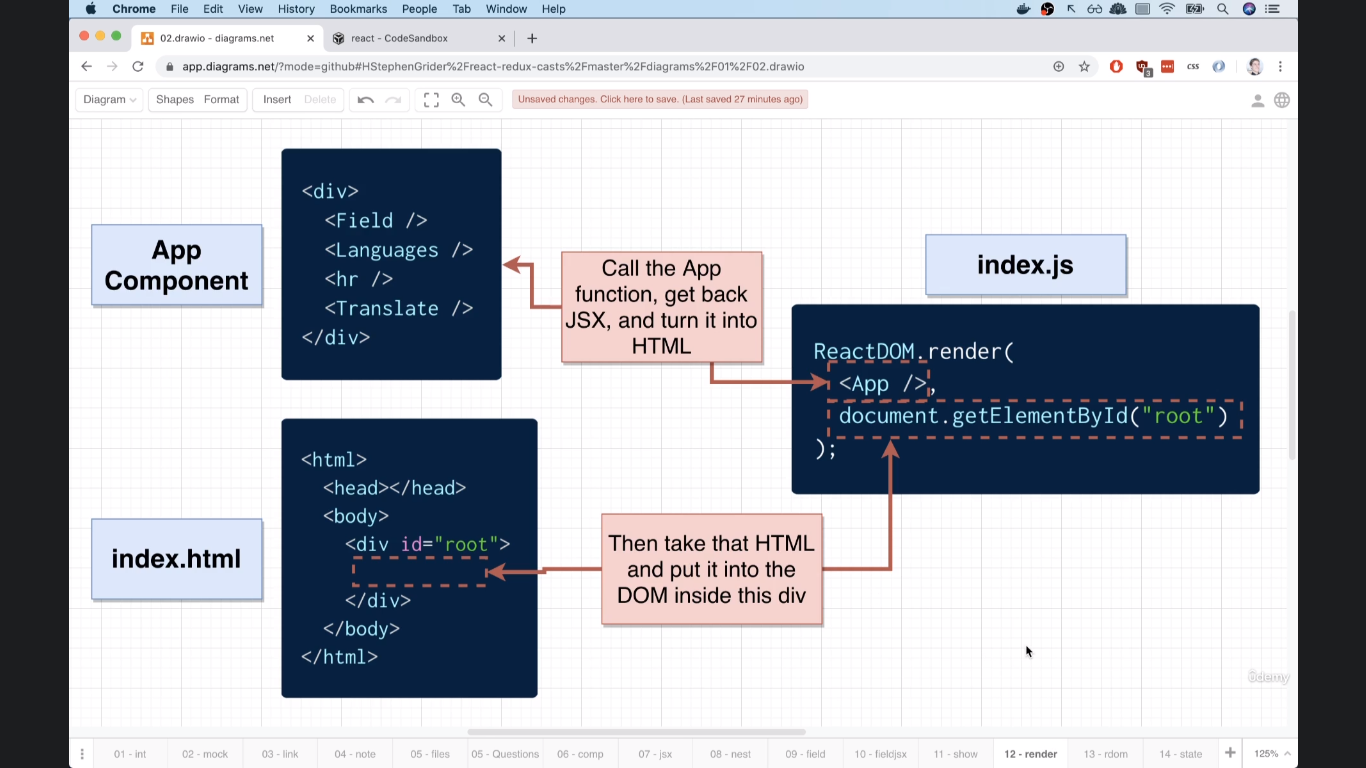 Chrome File Edit View History Bookmarks People Tab Window Help
02.drawio - diagrams.net
react - CodeSandbox
app.diagrams.net/?mode=github#HStephenGrider%2Freact-redux-casts%2Fmaster%2Fdiagrams%2F01%2F02.drawio
css
3
Diagram
Shapes Format
Insert Delete
Unsaved changes. Click here to save. (Last saved 27 minutes ago)
App
Component
<div>
<Field />
<Languages />
<hr />
<Translate />
</div>
Call the App
function, get back
JSX, and turn it into
HTML
index.js
ReactDOM.render(
<App />,
document.getElementById("root")
);
index.html
<html>
<head></head>
<body>
<div id="root">
</div>
</body>
</html>
Then take that HTML
and put it into the
DOM inside this div
ûdemy
01 - int 02 - mock 03 - link 04 - note 05 - files 05 - Questions 06 - comp 07 - jsx 08 - nest 09 - field 10 - fieldjsx 11 - show 12 - render 13 - rdom 14 - state + 125%